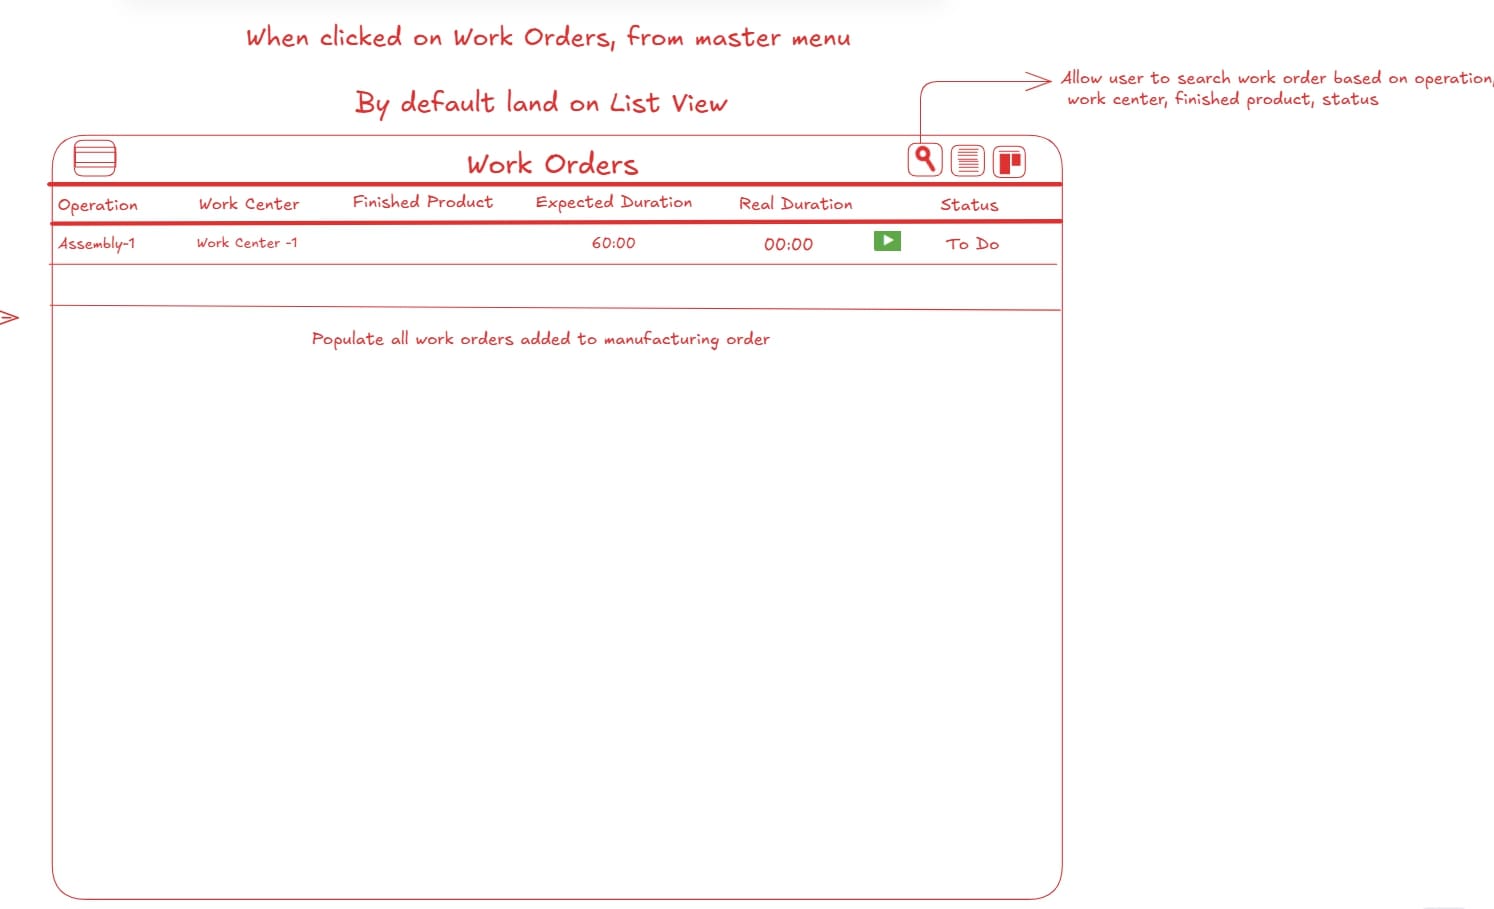 When clicked on Work Orders, from master menu
By default land on List View
Allow user to search work order based on operation,
work center, finished product, status
Work Orders
Operation Work Center Finished Product Expected Duration Real Duration Status
Assembly-1 Work Center -1 60:00 00:00 To Do
Populate all work orders added to manufacturing order